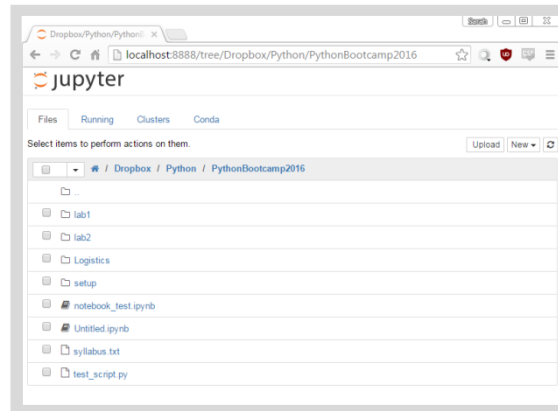 Sarah
Dropbox/Python/PythonB
localhost:8888/tree/Dropbox/Python/PythonBootcamp2016
jupyter
Files Running Clusters Conda
Select items to perform actions on them.
Upload New
/ Dropbox / Python / PythonBootcamp2016
..
lab1
lab2
Logistics
setup
notebook_test.ipynb
Untitled.ipynb
syllabus.txt
test_script.py